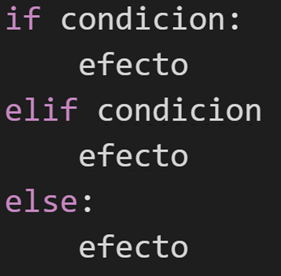 if condicion:
    efecto
elif condicion
    efecto
else:
    efecto